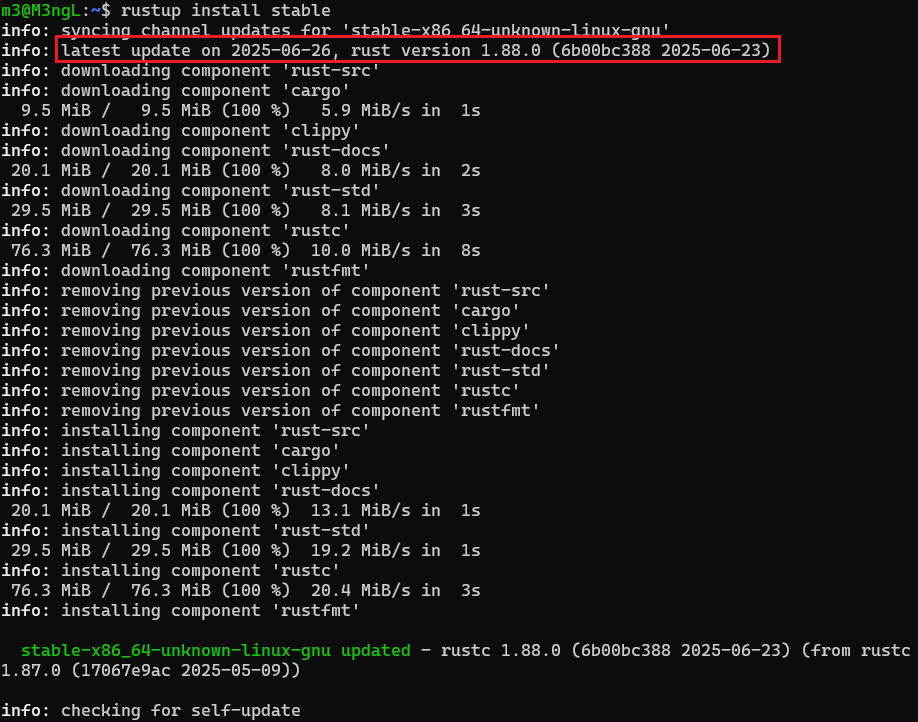 m3@M3ngL:~$ rustup install stable
info: syncing channel updates for 'stable-x86_64-unknown-linux-gnu'
info: latest update on 2025-06-26, rust version 1.88.0 (6b00bc388 2025-06-23)
info: downloading component 'rust-src'
info: downloading component 'cargo'
  9.5 MiB /   9.5 MiB (100 %)   5.9 MiB/s in  1s
info: downloading component 'clippy'
info: downloading component 'rust-docs'
 20.1 MiB /  20.1 MiB (100 %)   8.0 MiB/s in  2s
info: downloading component 'rust-std'
 29.5 MiB /  29.5 MiB (100 %)   8.1 MiB/s in  3s
info: downloading component 'rustc'
 76.3 MiB /  76.3 MiB (100 %)  10.0 MiB/s in  8s
info: downloading component 'rustfmt'
info: removing previous version of component 'rust-src'
info: removing previous version of component 'cargo'
info: removing previous version of component 'clippy'
info: removing previous version of component 'rust-docs'
info: removing previous version of component 'rust-std'
info: removing previous version of component 'rustc'
info: removing previous version of component 'rustfmt'
info: installing component 'rust-src'
info: installing component 'cargo'
info: installing component 'clippy'
info: installing component 'rust-docs'
 20.1 MiB /  20.1 MiB (100 %)  13.1 MiB/s in  1s
info: installing component 'rust-std'
 29.5 MiB /  29.5 MiB (100 %)  19.2 MiB/s in  1s
info: installing component 'rustc'
 76.3 MiB /  76.3 MiB (100 %)  20.4 MiB/s in  3s
info: installing component 'rustfmt'
  stable-x86_64-unknown-linux-gnu updated - rustc 1.88.0 (6b00bc388 2025-06-23) (from rustc
1.87.0 (17067e9ac 2025-05-09))
info: checking for self-update